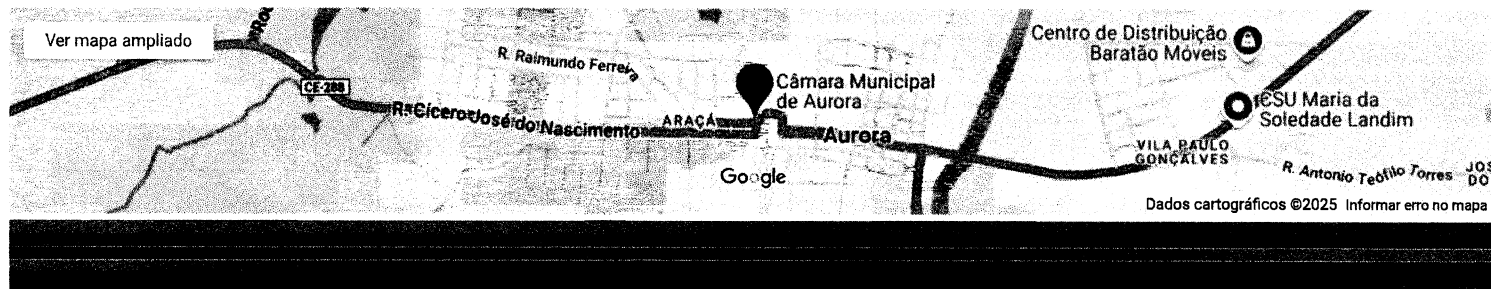 Ver mapa ampliado
CE-288
R. Raimundo Ferreira
R. Cícero José do Nascimento
ARAÇÁ
Câmara Municipal
de Aurora
Aurora
Google
Centro de Distribuição
Baratão Móveis
CSU Maria da
Soledade Landim
VILA PAULO
GONÇALVES
R. Antonio Teófilo Torres
JOS
DO
Dados cartográficos ©2025 Informar erro no mapa